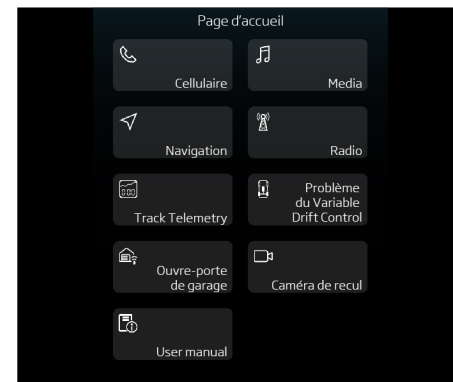 Page d'accueil
Cellulaire
Media
Navigation
Radio
Track Telemetry
Problème
du Variable
Drift Control
Ouvre-porte
de garage
Caméra de recul
User manual